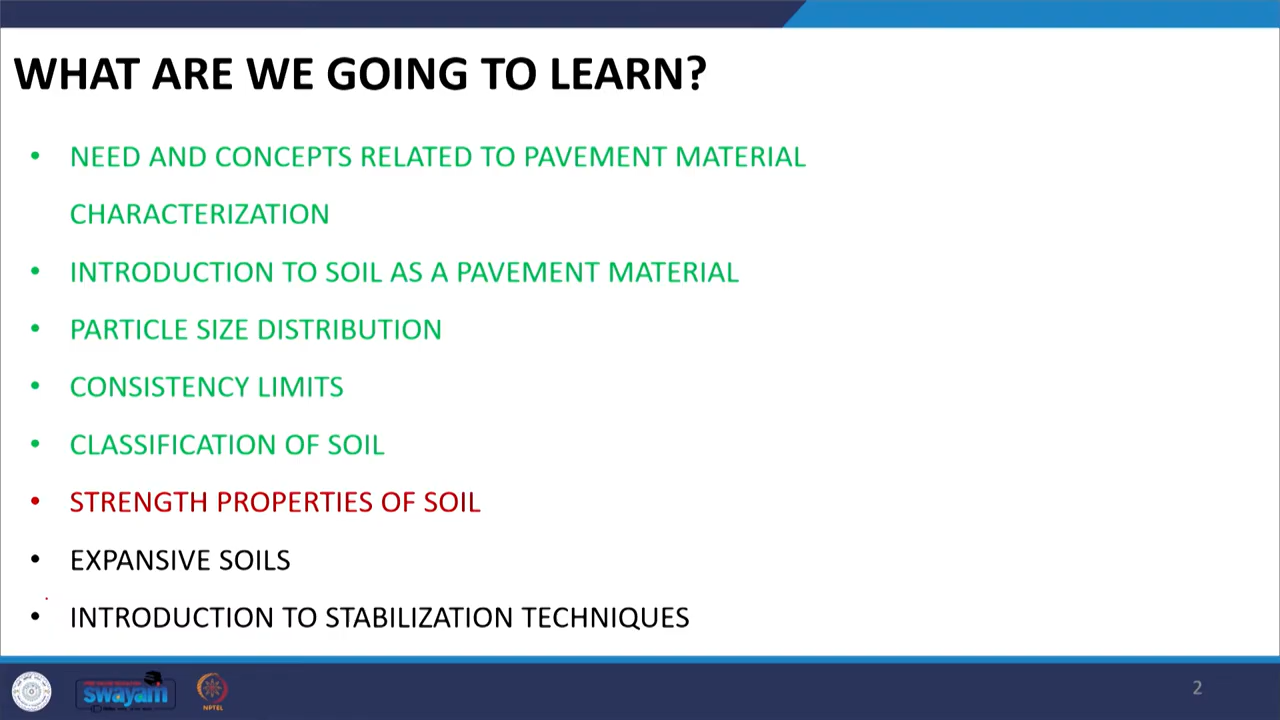 WHAT ARE WE GOING TO LEARN?
• NEED AND CONCEPTS RELATED TO PAVEMENT MATERIAL
CHARACTERIZATION
• INTRODUCTION TO SOIL AS A PAVEMENT MATERIAL
• PARTICLE SIZE DISTRIBUTION
• CONSISTENCY LIMITS
• CLASSIFICATION OF SOIL
• STRENGTH PROPERTIES OF SOIL
• EXPANSIVE SOILS
• INTRODUCTION TO STABILIZATION TECHNIQUES
swayam
NPTEL
2